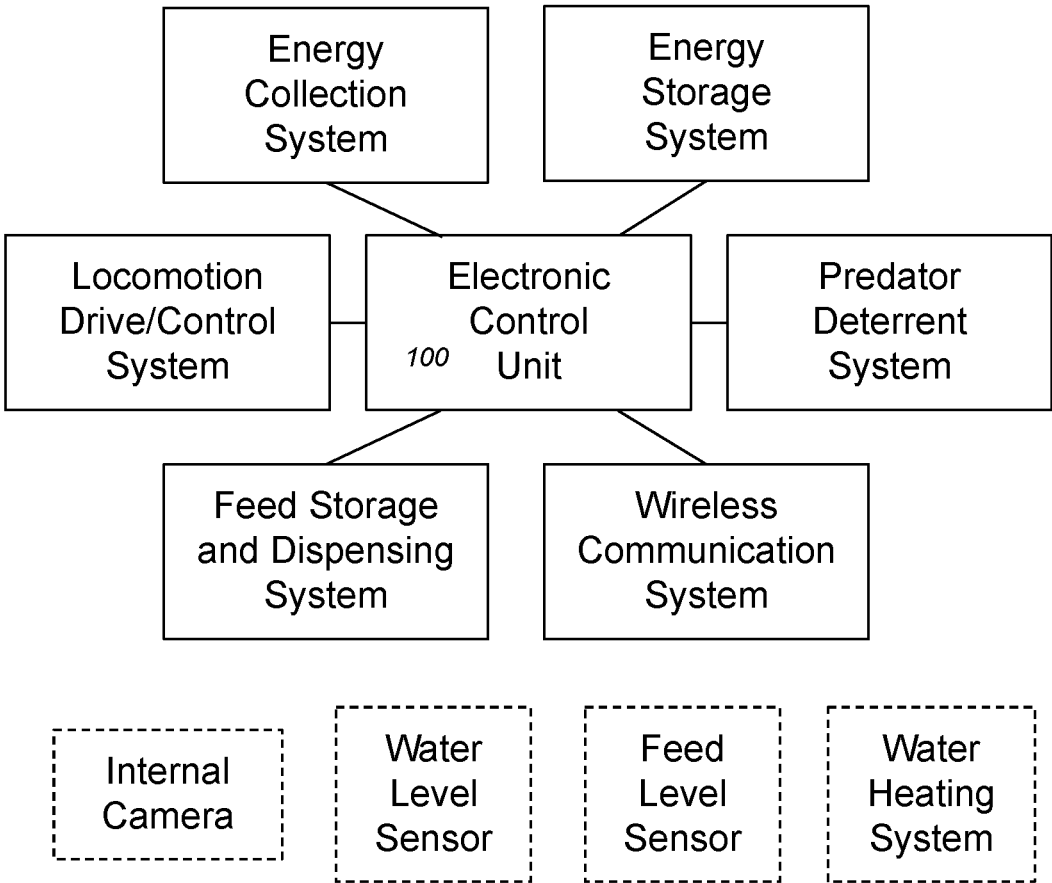 Energy
Collection
System
Energy
Storage
System
Locomotion
Drive/Control
System
Electronic
Control
100 Unit
Predator
Deterrent
System
Feed Storage
and Dispensing
System
Wireless
Communication
System
Internal
Camera
Water
Level
Sensor
Feed
Level
Sensor
Water
Heating
System